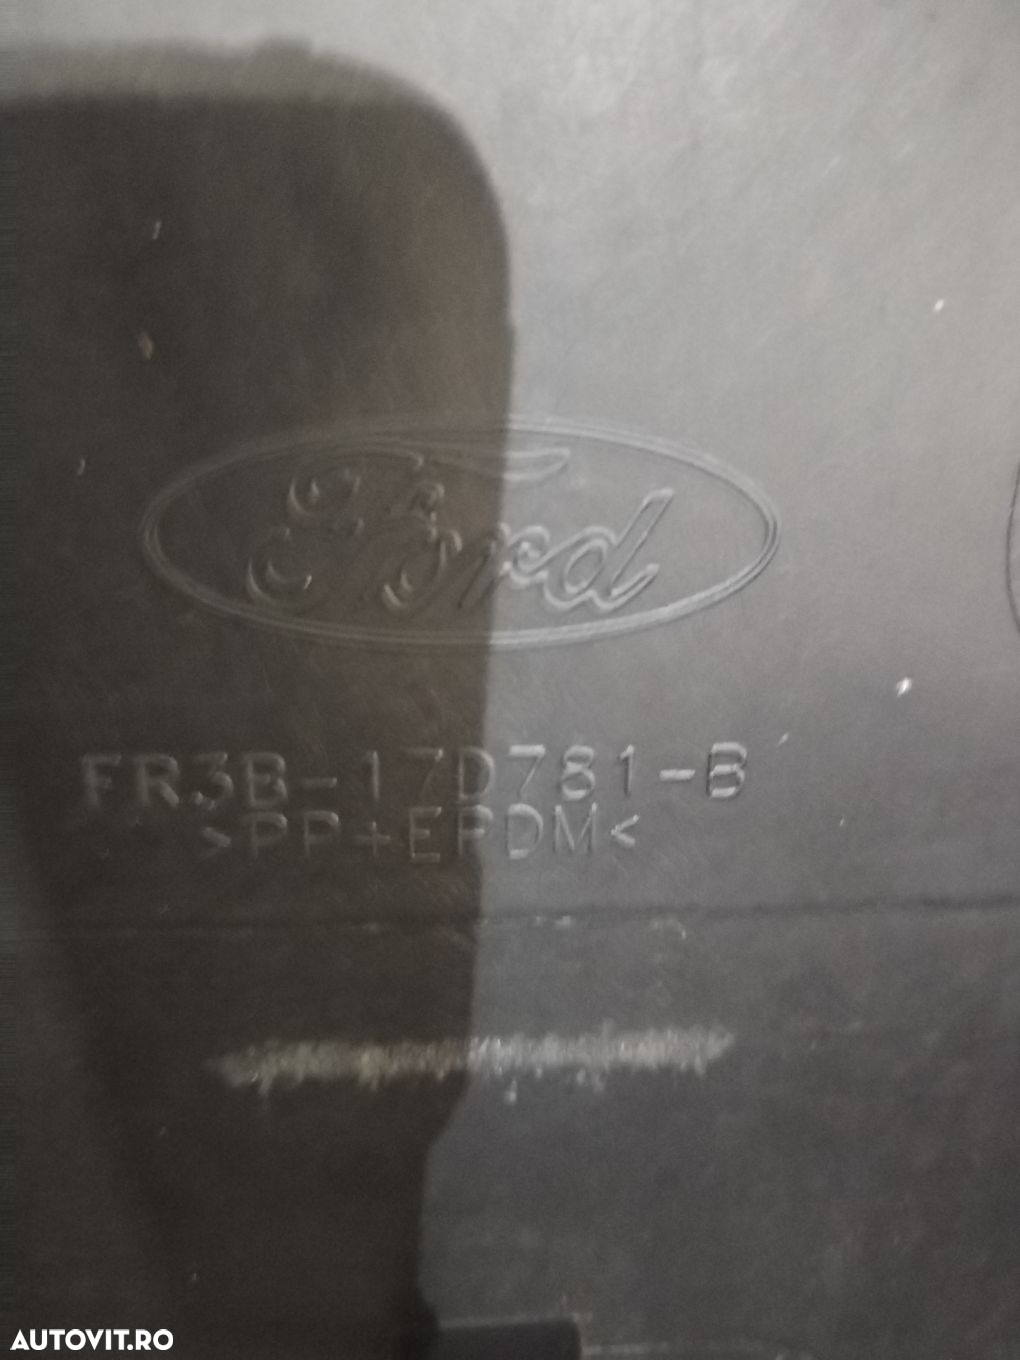 Ford
FR3B-17D781-B
>PP+EPDM<
AUTOVIT.RO